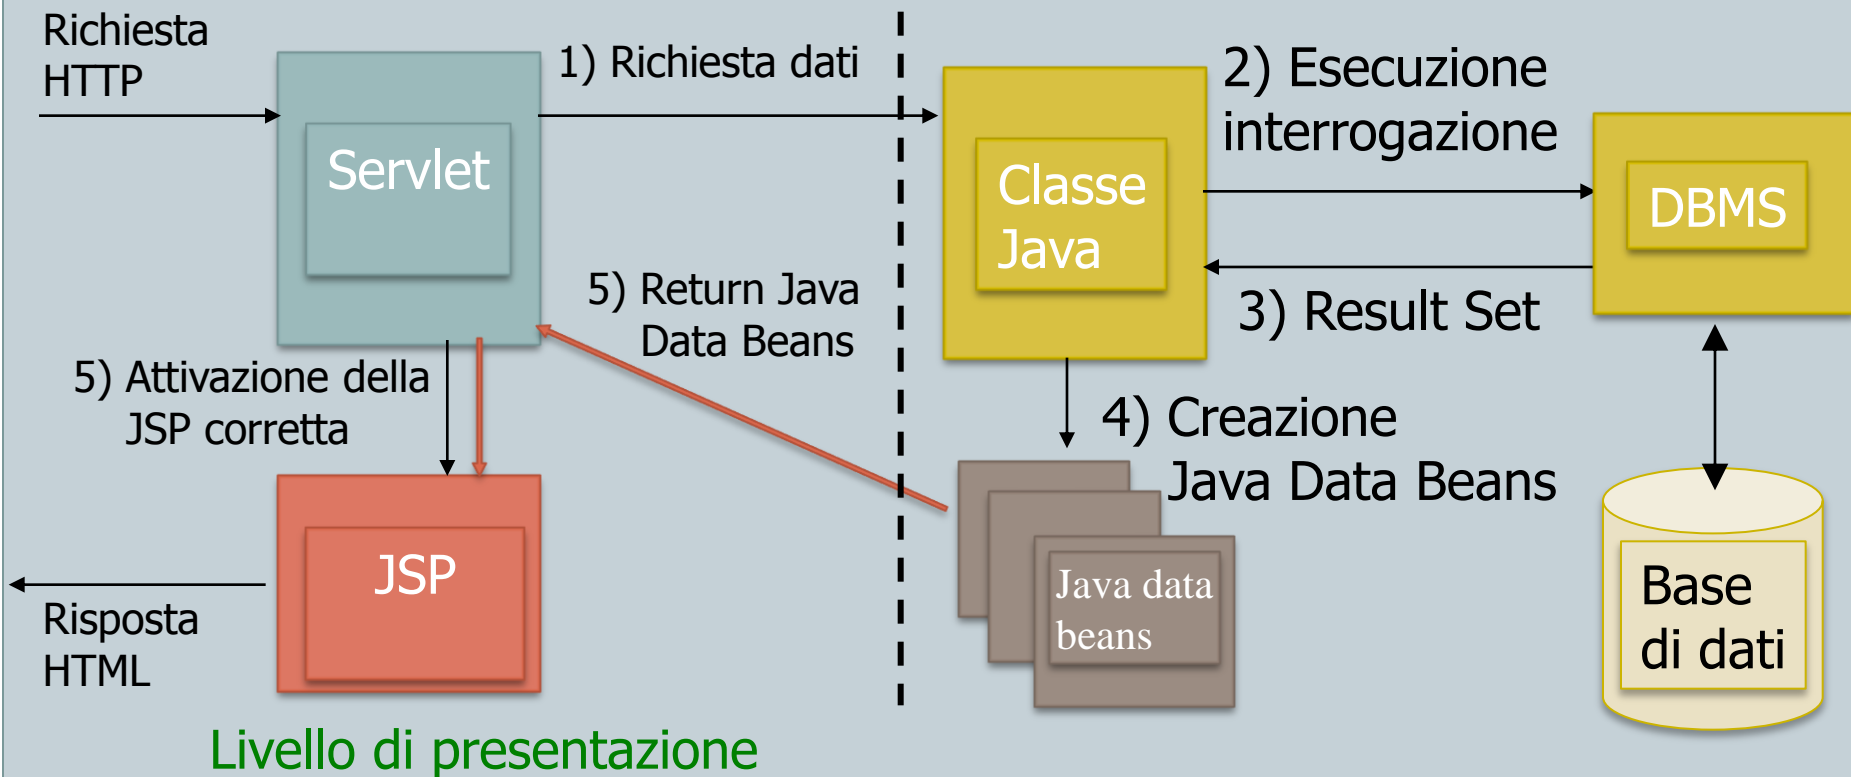 Richiesta
HTTP
1) Richiesta dati
2) Esecuzione
interrogazione
Servlet
Classe
Java
DBMS
5) Return Java
Data Beans
3) Result Set
5) Attivazione della
JSP corretta
4) Creazione
Java Data Beans
JSP
Java data
beans
Base
di dati
Risposta
HTML
Livello di presentazione